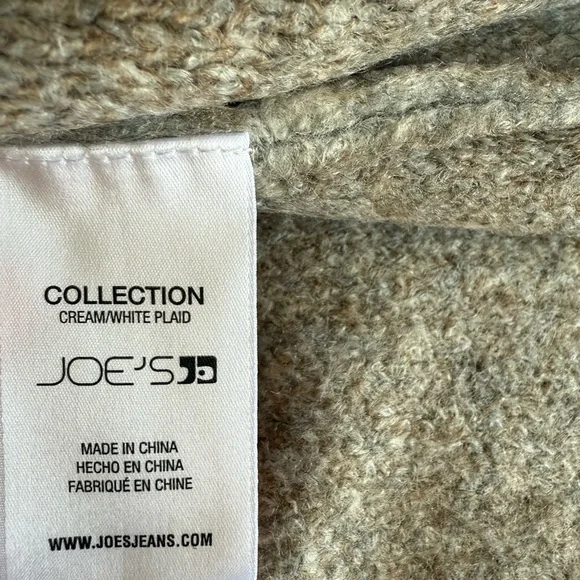 COLLECTION
CREAM/WHITE PLAID
JOE'S
MADE IN CHINA
HECHO EN CHINA
FABRIQUÉ EN CHINE
WWW.JOESJEANS.COM